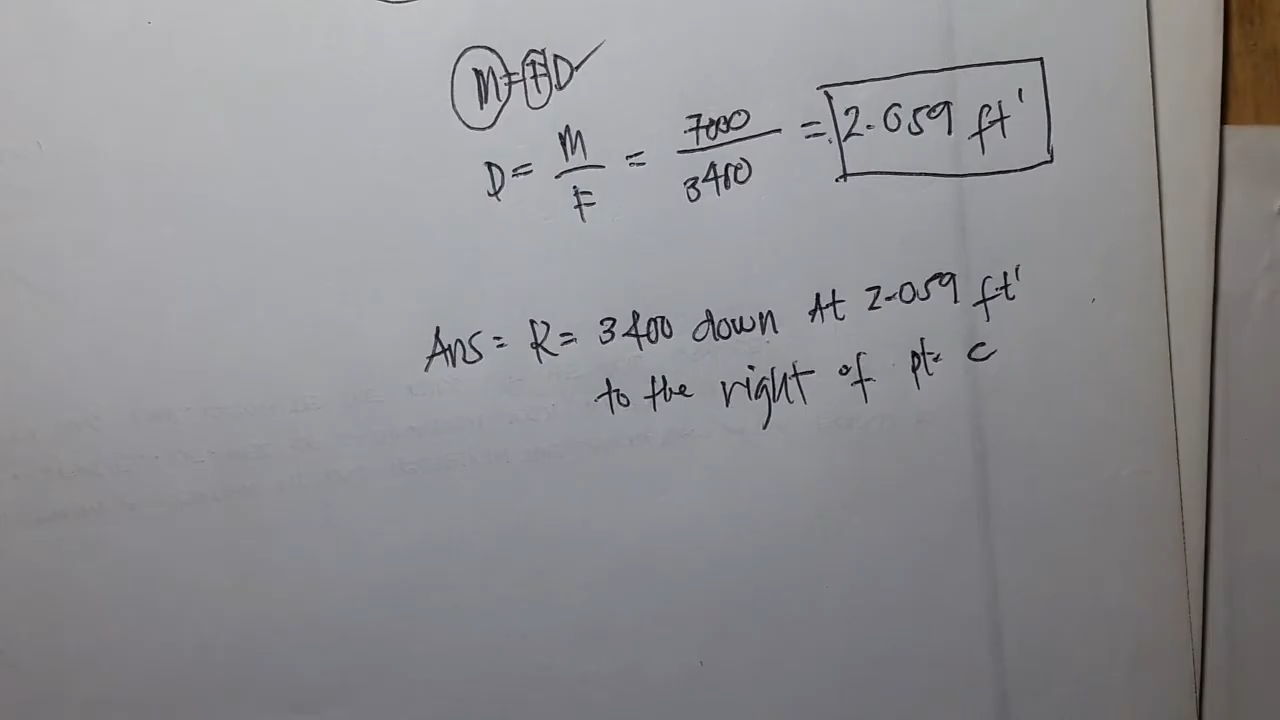 M=FD✓
D= M/F = 7000/3400 = 2.059 ft'
Ans= R= 3400 down At 2.059 ft'
to the right of pt. C